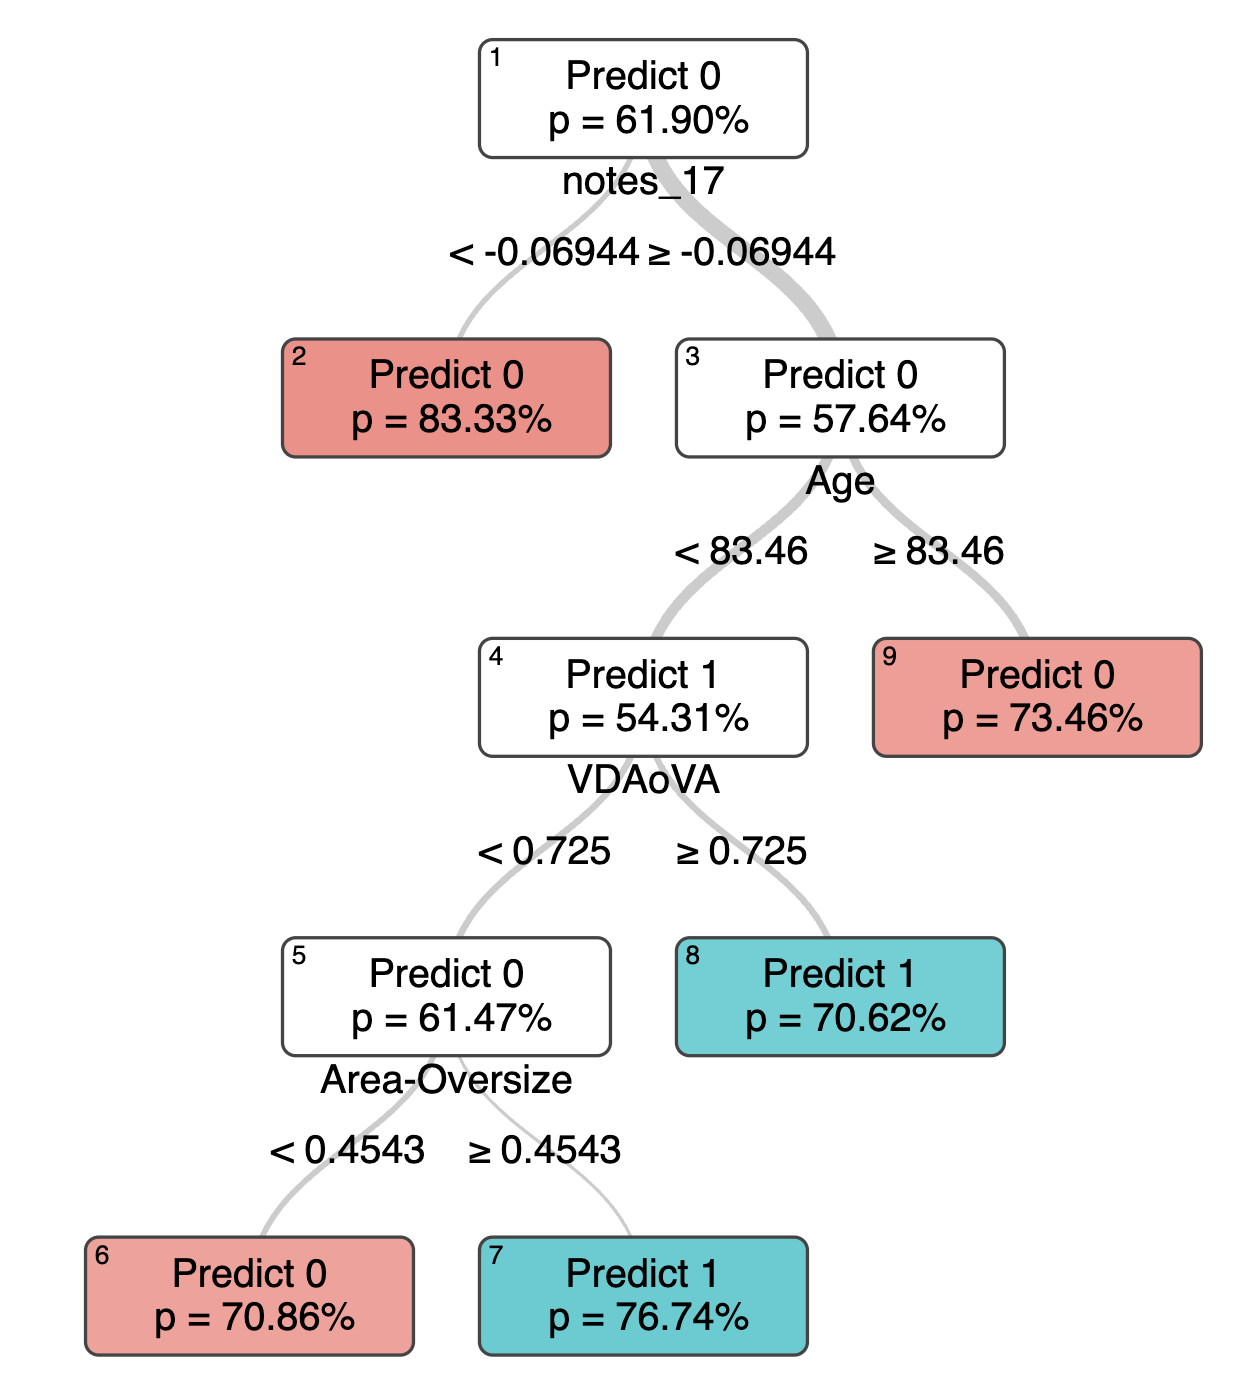 1
Predict 0
p = 61.90%
notes_17
< -0.06944 ≥ -0.06944
2
Predict 0
p = 83.33%
3
Predict 0
p = 57.64%
Age
< 83.46 ≥ 83.46
4
Predict 1
p = 54.31%
9
Predict 0
p = 73.46%
VDAoVA
< 0.725 ≥ 0.725
5
Predict 0
p = 61.47%
8
Predict 1
p = 70.62%
Area-Oversize
< 0.4543 ≥ 0.4543
6
Predict 0
p = 70.86%
7
Predict 1
p = 76.74%